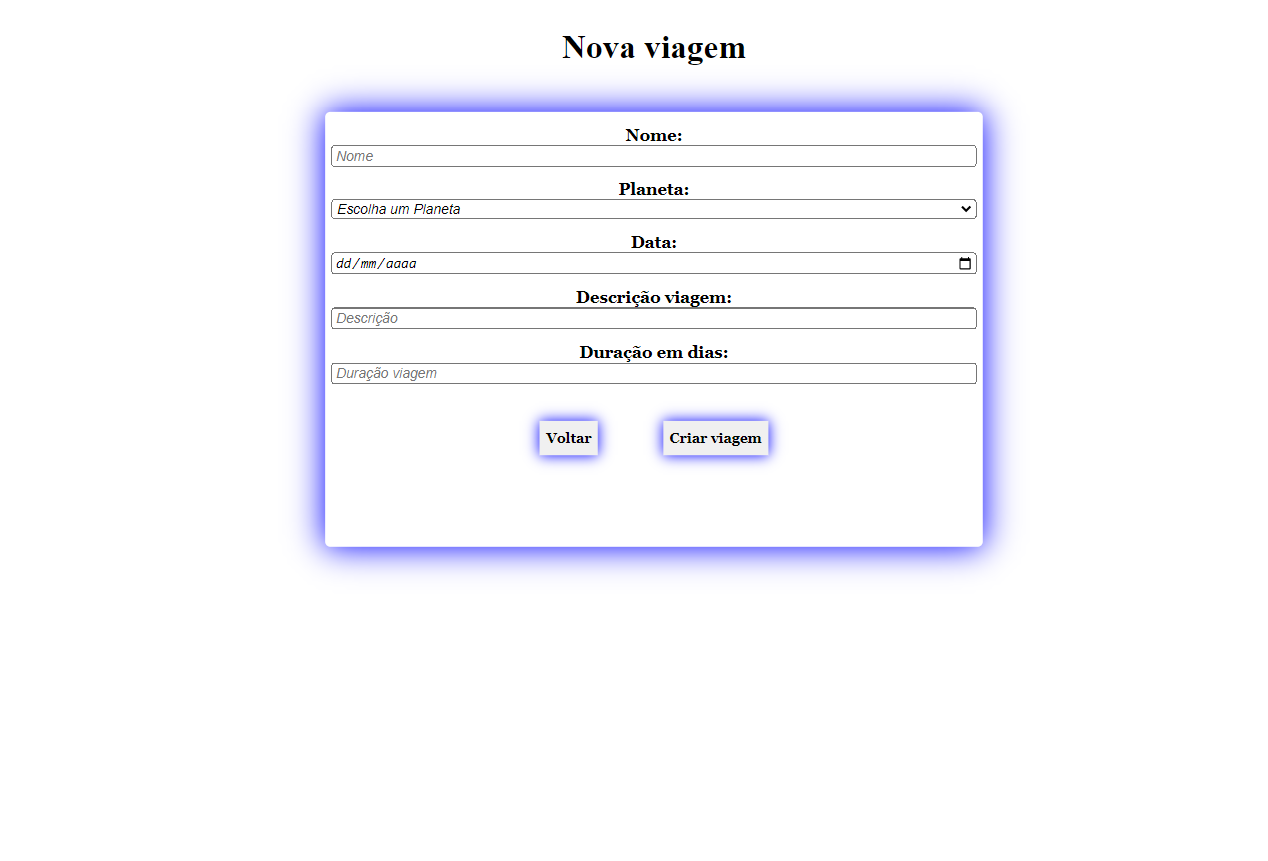 Nova viagem
Nome:
Nome
Planeta:
Escolha um Planeta
Data:
dd/mm/aaaa
Descrição viagem:
Descrição
Duração em dias:
Duração viagem
Voltar
Criar viagem